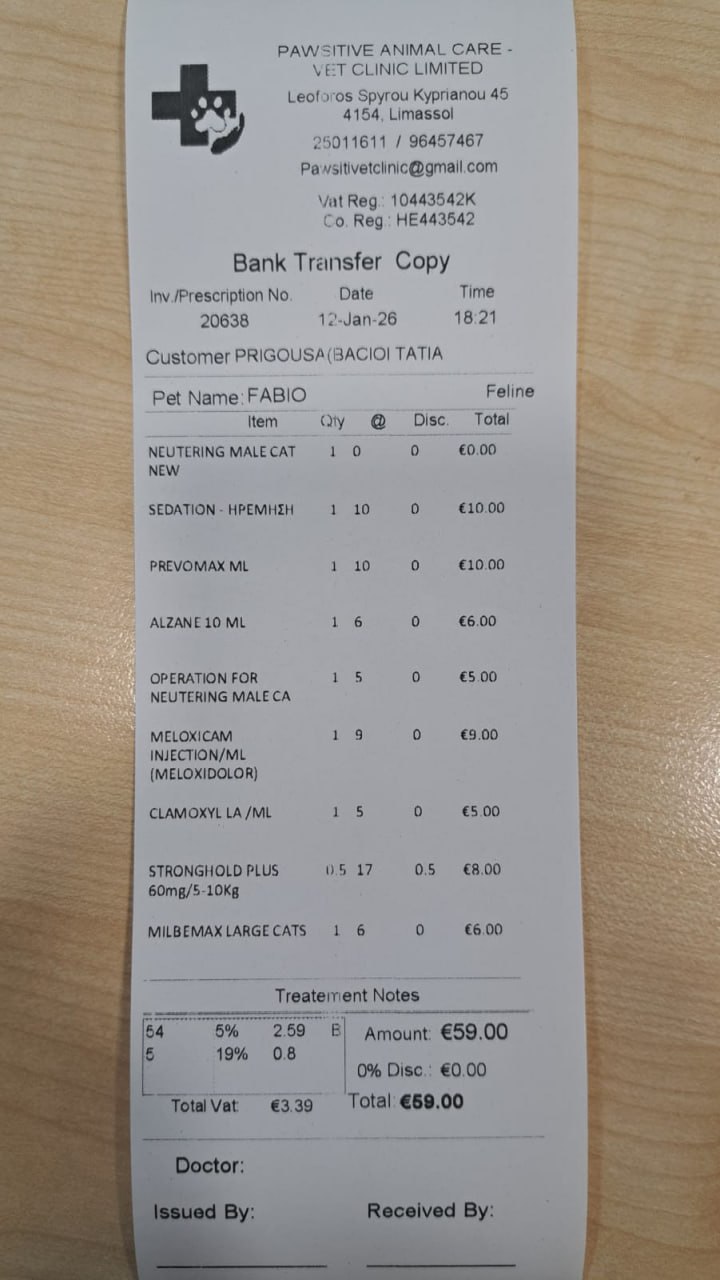 PAWSITIVE ANIMAL CARE -
VET CLINIC LIMITED
Leoforos Spyrou Kyprianou 45
4154, Limassol
25011611 / 96457467
Pawsitivetclinic@gmail.com
Vat Reg.: 10443542K
Co. Reg.: HE443542
Bank Transfer Copy
Inv./Prescription No. Date Time
20638 12-Jan-26 18:21
Customer PRIGOUSA(BACIOI TATIA
Pet Name: FABIO Feline
Item Qty @ Disc. Total
NEUTERING MALE CAT 1 0 0 €0.00
NEW
SEDATION - ΗΡΕΜΗΣΗ 1 10 0 €10.00
PREVOMAX ML 1 10 0 €10.00
ALZANE 10 ML 1 6 0 €6.00
OPERATION FOR 1 5 0 €5.00
NEUTERING MALE CA
MELOXICAM 1 9 0 €9.00
INJECTION/ML
(MELOXIDOLOR)
CLAMOXYL LA /ML 1 5 0 €5.00
STRONGHOLD PLUS 0.5 17 0.5 €8.00
60mg/5-10Kg
MILBEMAX LARGE CATS 1 6 0 €6.00
Treatement Notes
54 5% 2.59 B Amount: €59.00
5 19% 0.8
0% Disc.: €0.00
Total Vat: €3.39 Total: €59.00
Doctor:
Issued By: Received By: